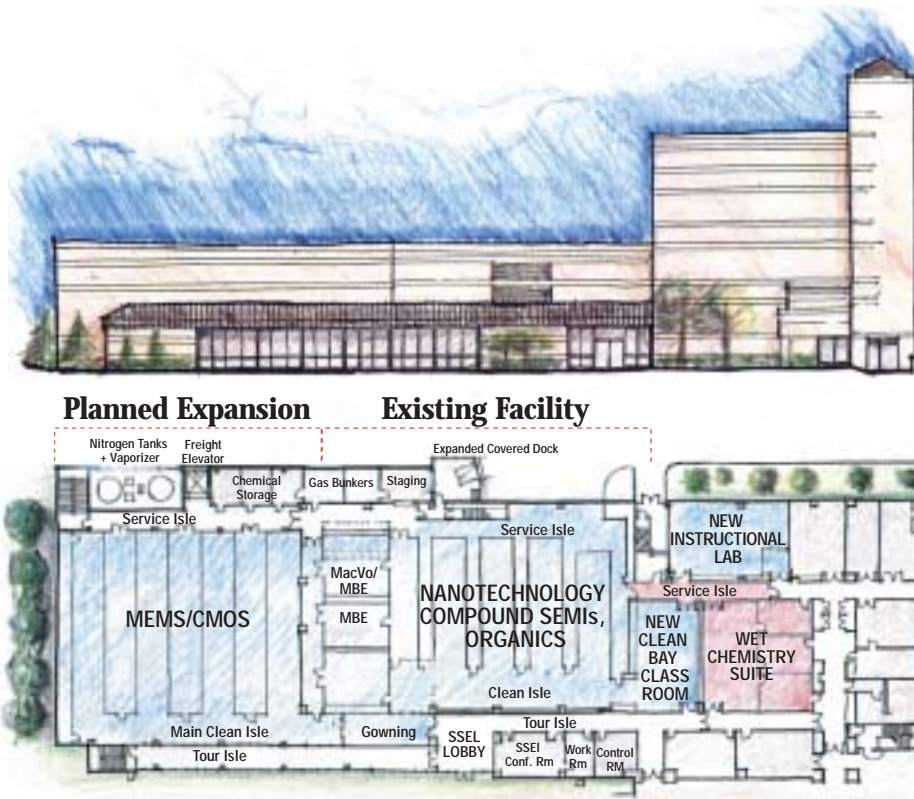 Planned Expansion
Existing Facility
Nitrogen Tanks
+ Vaporizer
Freight
Elevator
Expanded Covered Dock
Chemical
Storage
Gas Bunkers
Staging
Service Isle
Service Isle
NEW
INSTRUCTIONAL
LAB
MacVo/
MBE
MBE
MEMS/CMOS
NANOTECHNOLOGY
COMPOUND SEMIs,
ORGANICS
Service Isle
NEW
CLEAN
BAY
CLASS
ROOM
WET
CHEMISTRY
SUITE
Clean Isle
Main Clean Isle
Gowning
Tour Isle
Tour Isle
SSEL
LOBBY
SSEI
Conf. Rm
Work
Rm
Control
RM